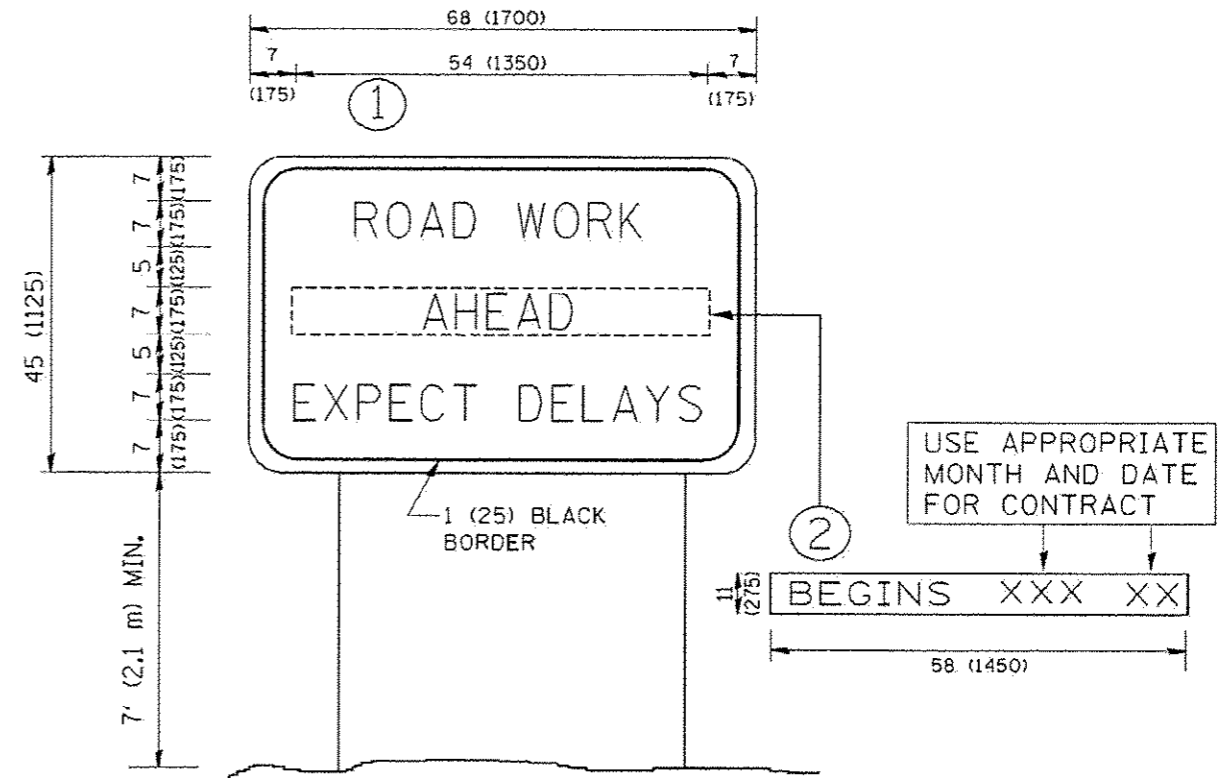 68 (1700)
7 54 (1350) 7
(175) (175)
1
45 (1125)
7 (175)
7 (175)
5 (125)
7 (175)
5 (125)
7 (175)
7 (175)
ROAD WORK
AHEAD
EXPECT DELAYS
1 (25) BLACK
BORDER
7' (2.1 m) MIN.
USE APPROPRIATE
MONTH AND DATE
FOR CONTRACT
2
11
(275)
BEGINS XXX XX
58 (1450)